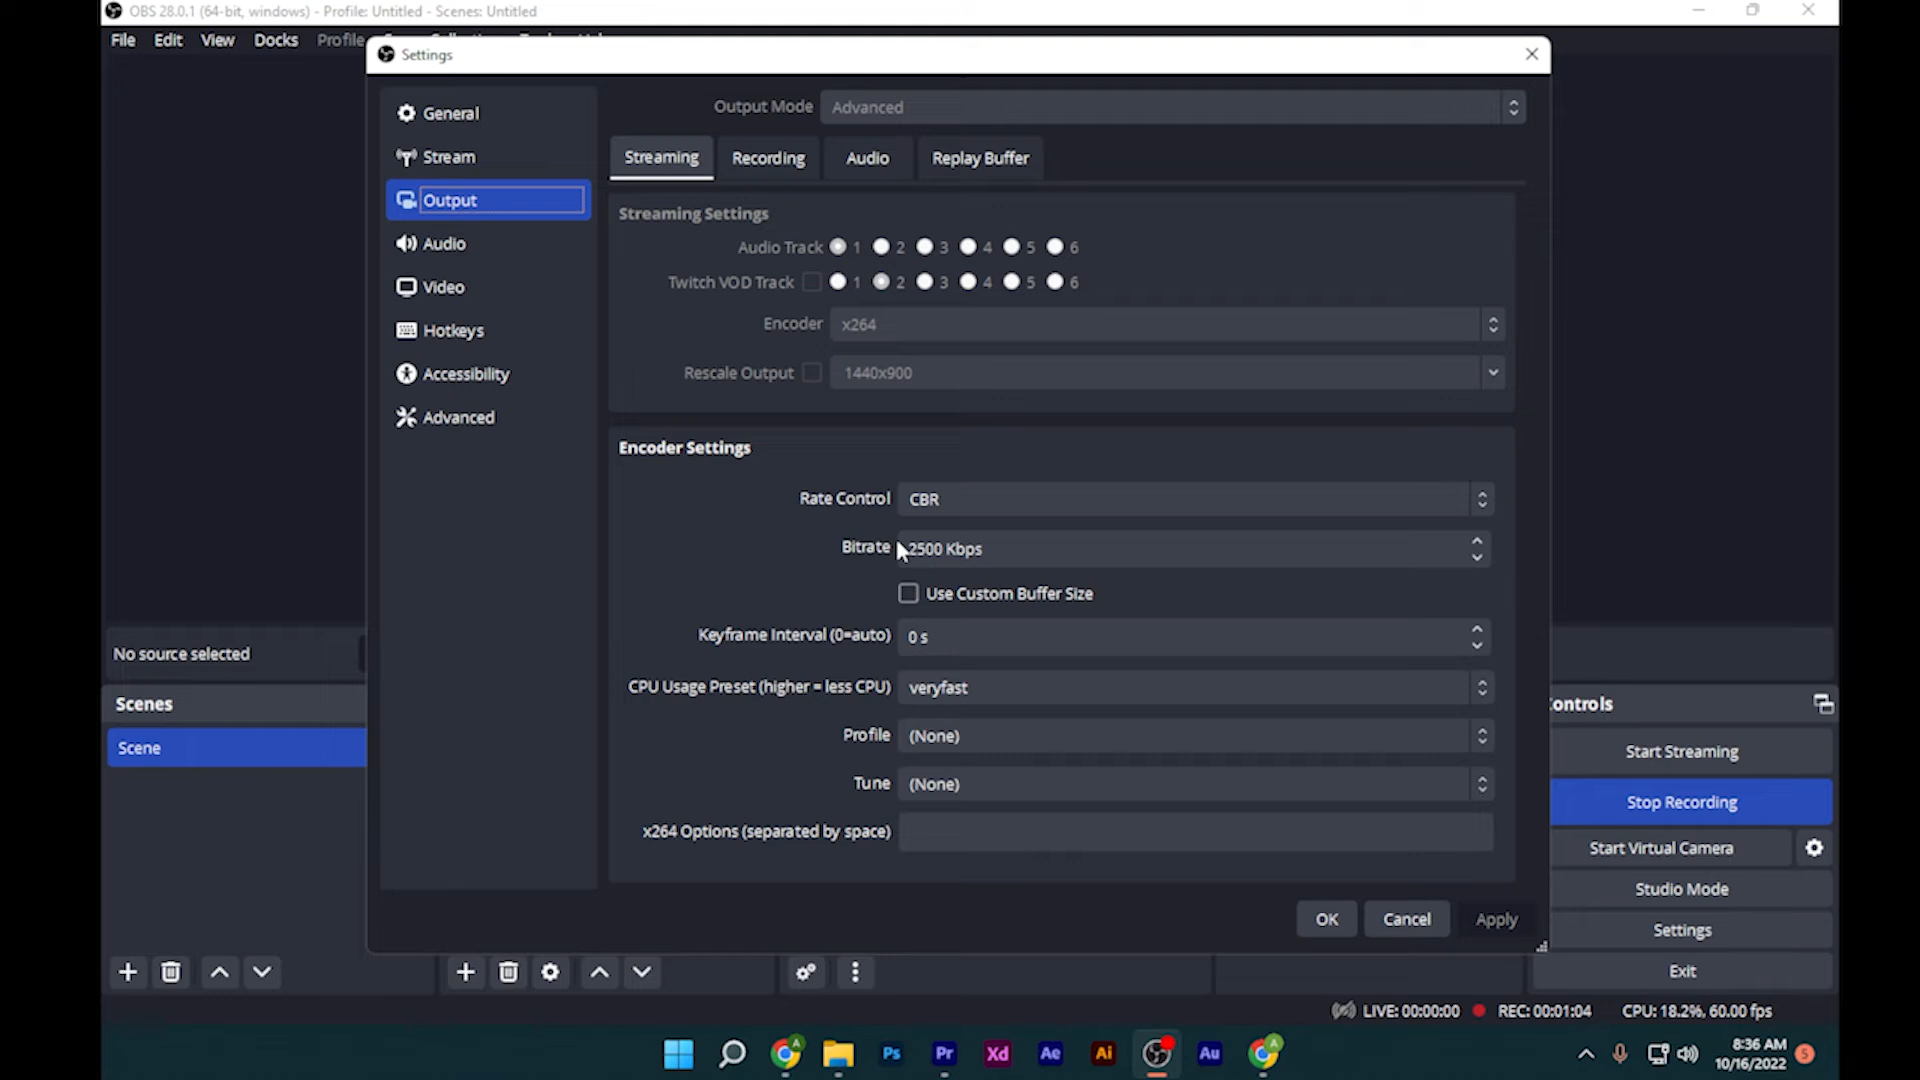 OBS 28.0.1 (64-bit, windows) - Profile: Untitled - Scenes: Untitled
File Edit View Docks Profile
Settings
General
Stream
Output
Audio
Video
Hotkeys
Accessibility
Advanced
Output Mode Advanced
Streaming Recording Audio Replay Buffer
Streaming Settings
Audio Track 1 2 3 4 5 6
Twitch VOD Track 1 2 3 4 5 6
Encoder x264
Rescale Output 1440x900
Encoder Settings
Rate Control CBR
Bitrate 2500 Kbps
Use Custom Buffer Size
Keyframe Interval (0=auto) 0 s
CPU Usage Preset (higher = less CPU) veryfast
Profile (None)
Tune (None)
x264 Options (separated by space)
OK Cancel Apply
No source selected
Scenes
Scene
ontrols
Start Streaming
Stop Recording
Start Virtual Camera
Studio Mode
Settings
Exit
LIVE: 00:00:00 REC: 00:01:04 CPU: 18.2%, 60.00 fps
A Ps Pr Xd Ae Ai Au A
8:36 AM
10/16/2022 5